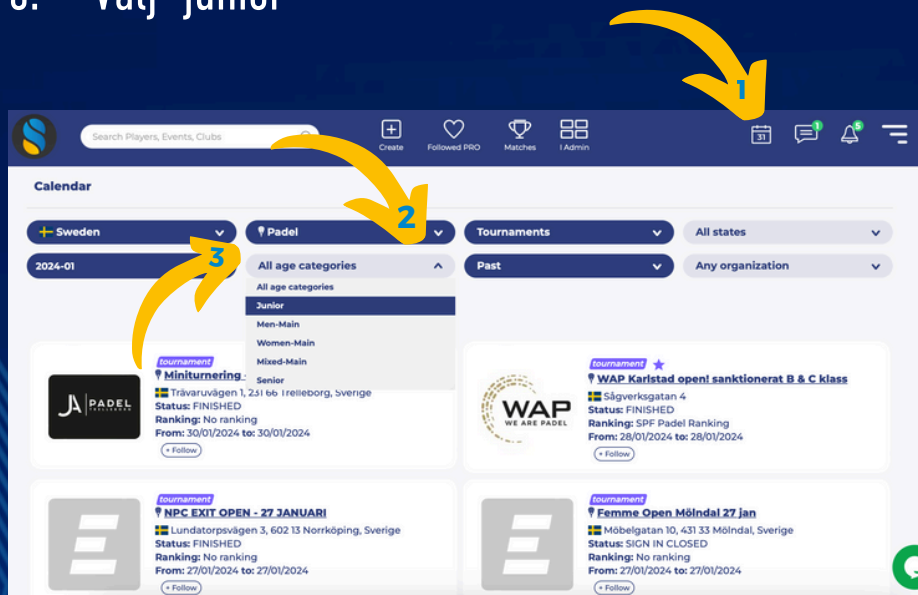 Välj "junior"
1
Search Players, Events, Clubs
Create
Followed PRO
Matches
I Admin
31
1
5
Calendar
2
Sweden
Padel
Tournaments
All states
3
2024-01
All age categories
Past
Any organization
All age categories
Junior
Men-Main
Women-Main
Mixed-Main
Senior
tournament
Miniturnering -
Trävaruvägen 1, 231 66 Trelleborg, Sverige
Status: FINISHED
Ranking: No ranking
From: 30/01/2024 to: 30/01/2024
+ Follow
JA PADEL
TRELLEBORG
tournament
WAP Karlstad open! sanktionerat B & C klass
Sågverksgatan 4
Status: FINISHED
Ranking: SPF Padel Ranking
From: 28/01/2024 to: 28/01/2024
+ Follow
WAP
WE ARE PADEL
tournament
NPC EXIT OPEN - 27 JANUARI
Lundatorpsvägen 3, 602 13 Norrköping, Sverige
Status: FINISHED
Ranking: No ranking
From: 27/01/2024 to: 27/01/2024
+ Follow
tournament
Femme Open Mölndal 27 jan
Möbelgatan 10, 431 33 Mölndal, Sverige
Status: SIGN IN CLOSED
Ranking: No ranking
From: 27/01/2024 to: 27/01/2024
+ Follow